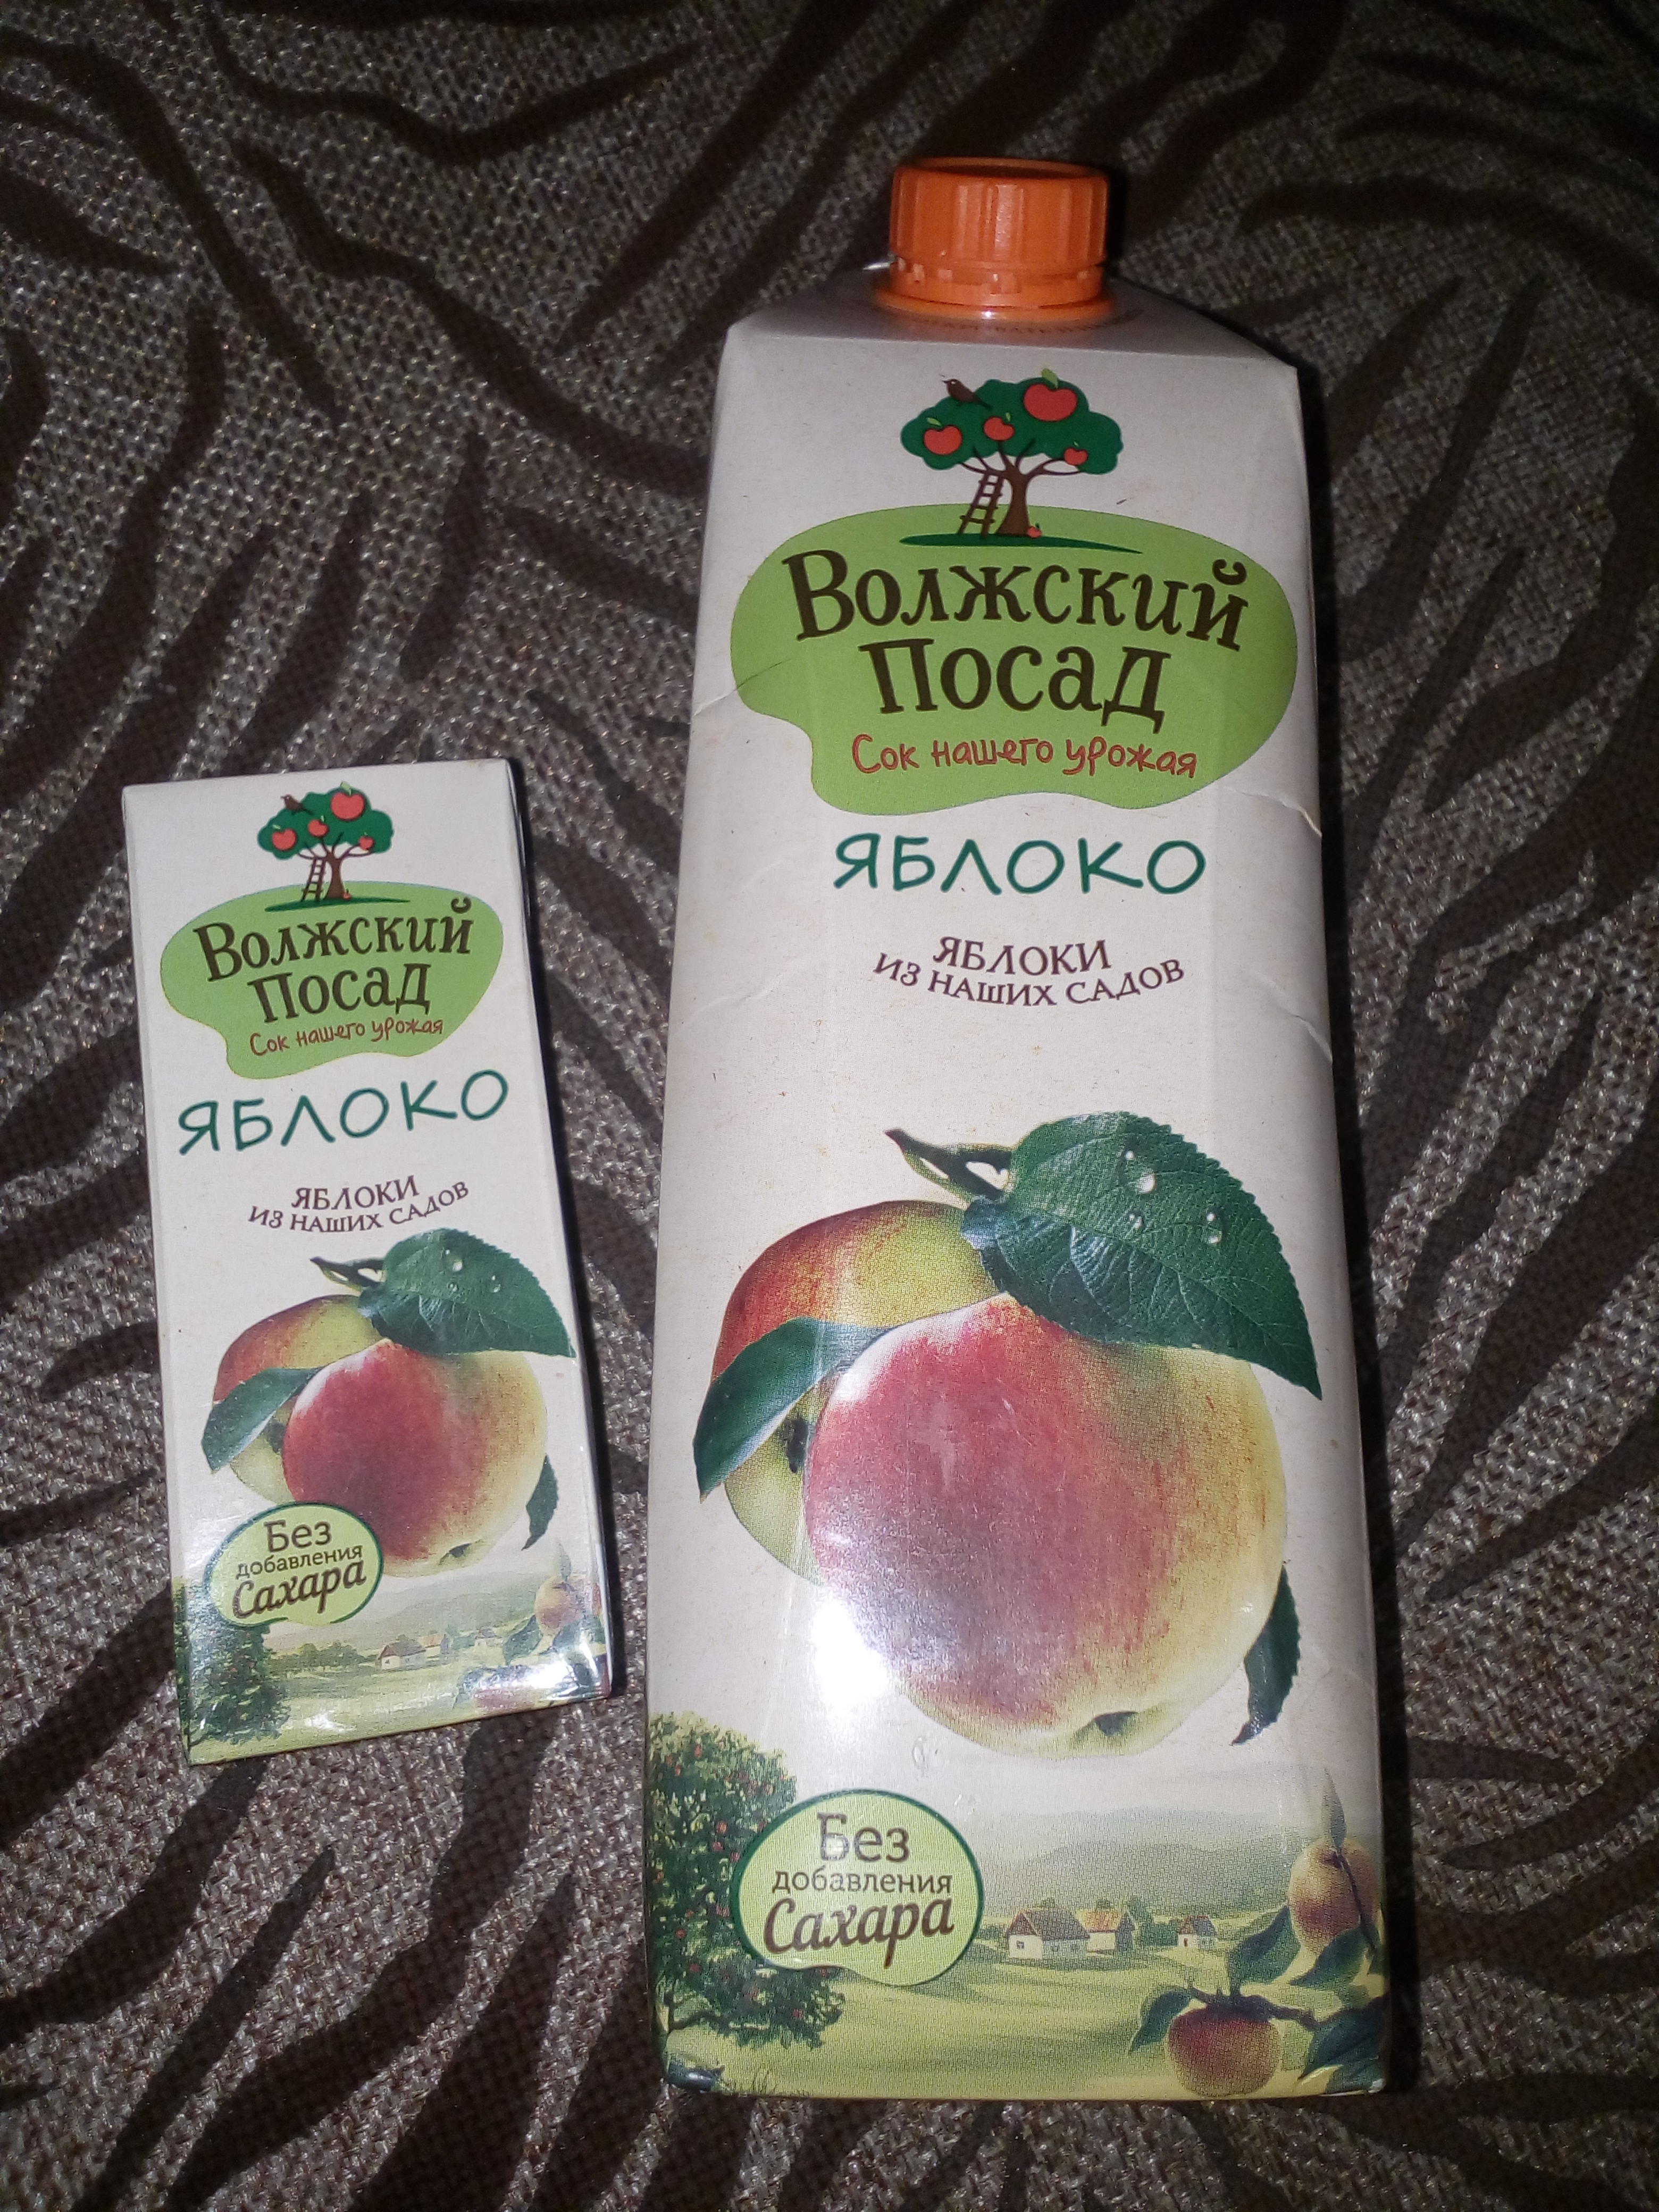 Волжский
Посад
Сок нашего урожая
ЯБЛОКО
ЯБЛОКИ
ИЗ НАШИХ САДОВ
Без
добавления
Сахара
Волжский
Посад
Сок нашего урожая
ЯБЛОКО
ЯБЛОКИ
ИЗ НАШИХ САДОВ
Без
добавления
Сахара